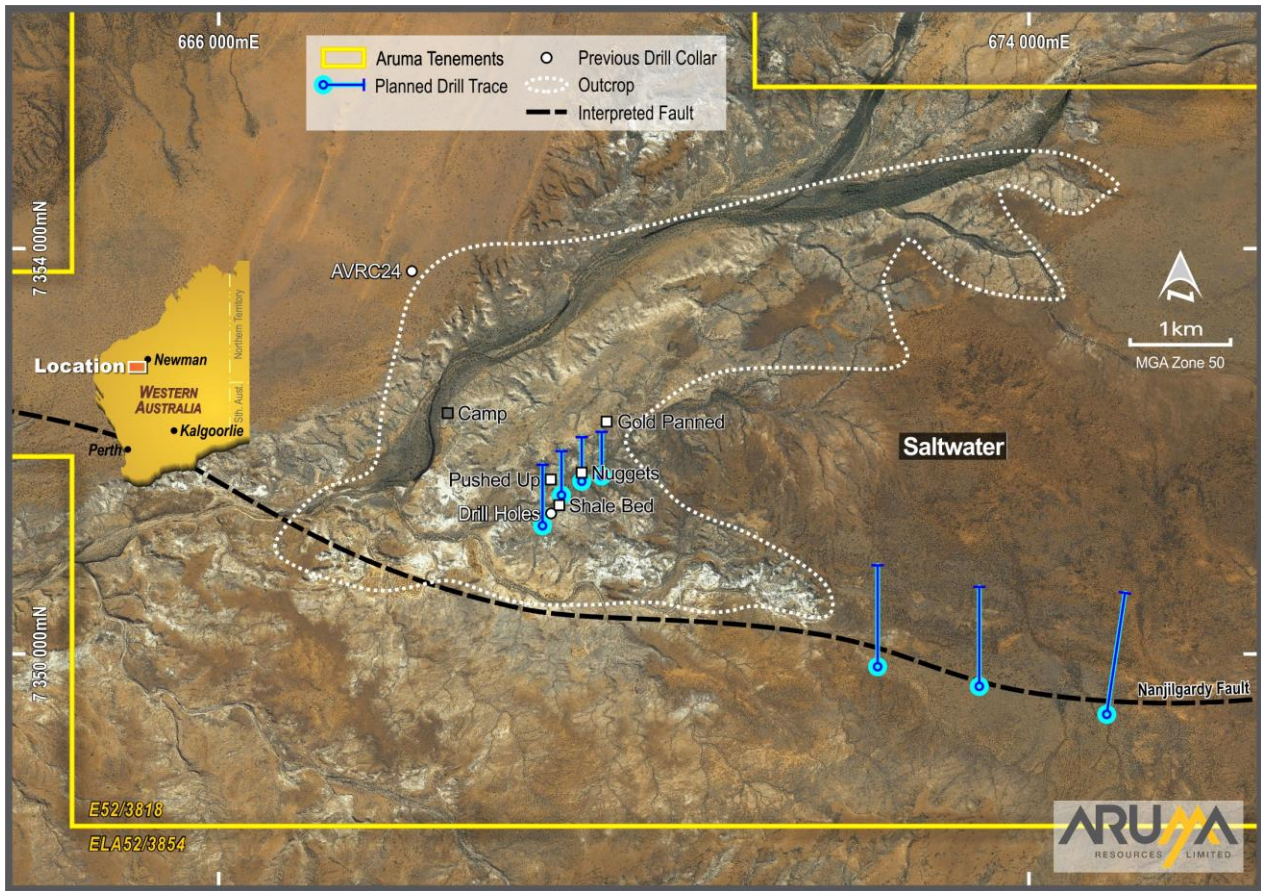 666 000mE
674 000mE
Aruma Tenements
Planned Drill Trace
Previous Drill Collar
Outcrop
Interpreted Fault
7 354 000mN
AVRC24
N
1km
MGA Zone 50
Location
Newman
WESTERN
AUSTRALIA
Kalgoorlie
Perth
Northern Territory
Sth. Aust.
Camp
Gold Panned
Saltwater
Pushed Up
Nuggets
Shale Bed
Drill Holes
7 350 000mN
Nanjilgardy Fault
E52/3818
ELA52/3854
ARUMA
RESOURCES LIMITED